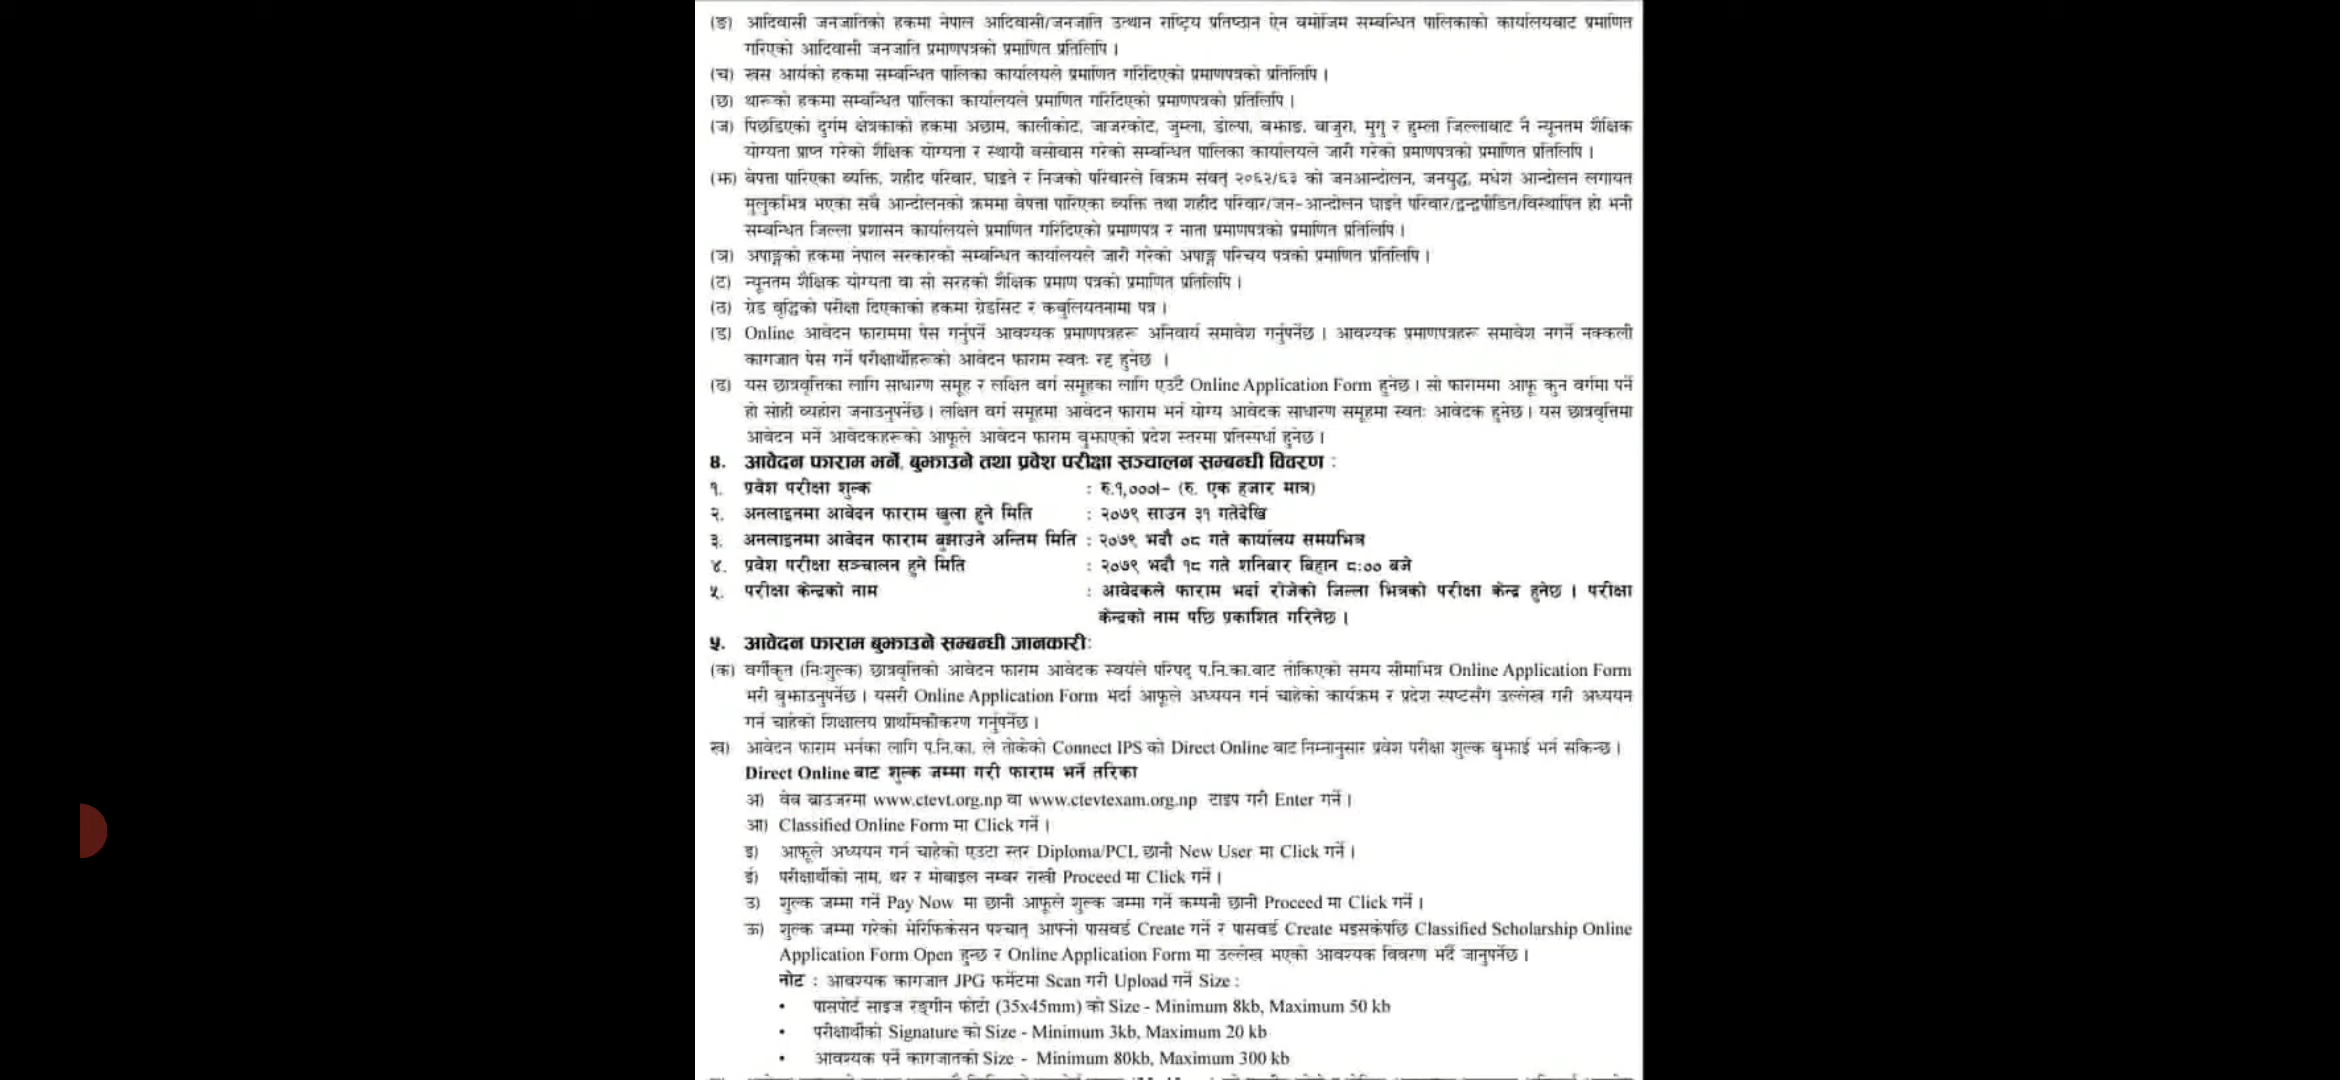 (ङ) आदिवासी जनजातिको हकमा नेपाल आदिवासी/जनजाति उत्थान राष्ट्रिय प्रतिष्ठान ऐन बमोजिम सम्बन्धित पालिकाको कार्यालयबाट प्रमाणित
गरिएको आदिवासी जनजाति प्रमाणपत्रको प्रमाणित प्रतिलिपि ।
(च) खस आर्यको हकमा सम्बन्धित पालिका कार्यालयले प्रमाणित गरिदिएको प्रमाणपत्रको प्रतिलिपि ।
(छ) थारूको हकमा सम्बन्धित पालिका कार्यालयले प्रमाणित गरिदिएको प्रमाणपत्रको प्रतिलिपि ।
(ज) पिछडिएको दुर्गम क्षेत्रकाको हकमा अछाम, कालीकोट, जाजरकोट, जुम्ला, डोल्पा, बझाङ, बाजुरा, मुगु र हुम्ला जिल्लाबाट नै न्यूनतम शैक्षिक
योग्यता प्राप्त गरेको शैक्षिक योग्यता र स्थायी बसोबास गरेको सम्बन्धित पालिका कार्यालयले जारी गरेको प्रमाणपत्रको प्रमाणित प्रतिलिपि ।
(झ) बेपत्ता पारिएका व्यक्ति, शहीद परिवार, घाइते र निजको परिवारले विक्रम संवत् २०६२/६३ को जनआन्दोलन, जनयुद्ध, मधेश आन्दोलन लगायत
मुलुकभित्र भएका सबै आन्दोलनको क्रममा बेपत्ता पारिएका व्यक्ति तथा शहीद परिवार/जन-आन्दोलन घाइते परिवार/द्वन्द्वपीडित/विस्थापित हो भनी
सम्बन्धित जिल्ला प्रशासन कार्यालयले प्रमाणित गरिदिएको प्रमाणपत्र र नाता प्रमाणपत्रको प्रमाणित प्रतिलिपि ।
(ञ) अपाङ्गको हकमा नेपाल सरकारको सम्बन्धित कार्यालयले जारी गरेको अपाङ्ग परिचय पत्रको प्रमाणित प्रतिलिपि ।
(ट) न्यूनतम शैक्षिक योग्यता वा सो सरहको शैक्षिक प्रमाण पत्रको प्रमाणित प्रतिलिपि ।
(ठ) ग्रेड वृद्धिको परीक्षा दिएकाको हकमा ग्रेडसिट र कबुलियतनामा पत्र ।
(ड) Online आवेदन फाराममा पेस गर्नुपर्ने आवश्यक प्रमाणपत्रहरू अनिवार्य समावेश गर्नुपर्नेछ । आवश्यक प्रमाणपत्रहरू समावेश नगर्ने नक्कली
कागजात पेस गर्ने परीक्षार्थीहरूको आवेदन फाराम स्वतः रद्द हुनेछ ।
(ढ) यस छात्रवृत्तिका लागि साधारण समूह र लक्षित वर्ग समूहका लागि एउटै Online Application Form हुनेछ । सो फाराममा आफू कुन वर्गमा पर्ने
हो सोही व्यहोरा जनाउनुपर्नेछ । लक्षित वर्ग समूहमा आवेदन फाराम भर्न योग्य आवेदक साधारण समूहमा स्वतः आवेदक हुनेछ । यस छात्रवृत्तिमा
आवेदन भर्ने आवेदकहरूको आफूले आवेदन फाराम बुझाएको प्रदेश स्तरमा प्रतिस्पर्धा हुनेछ ।
४. आवेदन फाराम भर्ने, बुझाउने तथा प्रवेश परीक्षा सञ्चालन सम्बन्धी विवरण :
१. प्रवेश परीक्षा शुल्क : रु.१,०००।– (रु. एक हजार मात्र)
२. अनलाइनमा आवेदन फाराम खुला हुने मिति : २०७९ साउन ३१ गतेदेखि
३. अनलाइनमा आवेदन फाराम बुझाउने अन्तिम मिति : २०७९ भदौ ०८ गते कार्यालय समयभित्र
४. प्रवेश परीक्षा सञ्चालन हुने मिति : २०७९ भदौ १८ गते शनिबार बिहान ८:०० बजे
५. परीक्षा केन्द्रको नाम : आवेदकले फाराम भर्दा रोजेको जिल्ला भित्रको परीक्षा केन्द्र हुनेछ । परीक्षा
केन्द्रको नाम पछि प्रकाशित गरिनेछ ।
५. आवेदन फाराम बुझाउने सम्बन्धी जानकारी:
(क) वर्गीकृत (निःशुल्क) छात्रवृत्तिको आवेदन फाराम आवेदक स्वयंले परिषद् प.नि.का.बाट तोकिएको समय सीमाभित्र Online Application Form
भरी बुझाउनुपर्नेछ । यसरी Online Application Form भर्दा आफूले अध्ययन गर्न चाहेको कार्यक्रम र प्रदेश स्पष्टसँग उल्लेख गरी अध्ययन
गर्न चाहेको शिक्षालय प्राथमिकीकरण गर्नुपर्नेछ ।
ख) आवेदन फाराम भर्नका लागि प.नि.का. ले तोकेको Connect IPS को Direct Online बाट निम्नानुसार प्रवेश परीक्षा शुल्क बुझाई भर्न सकिन्छ ।
Direct Online बाट शुल्क जम्मा गरी फाराम भर्ने तरिका
अ) वेब ब्राउजरमा www.ctevt.org.np वा www.ctevtexam.org.np टाइप गरी Enter गर्ने ।
आ) Classified Online Form मा Click गर्ने ।
इ) आफूले अध्ययन गर्न चाहेको एउटा स्तर Diploma/PCL छानी New User मा Click गर्ने ।
ई) परीक्षार्थीको नाम, थर र मोबाइल नम्बर राखी Proceed मा Click गर्ने ।
उ) शुल्क जम्मा गर्ने Pay Now मा छानी आफूले शुल्क जम्मा गर्ने कम्पनी छानी Proceed मा Click गर्ने ।
ऊ) शुल्क जम्मा गरेको भेरिफिकेसन पश्चात् आफ्नो पासवर्ड Create गर्ने र पासवर्ड Create भइसकेपछि Classified Scholarship Online
Application Form Open हुन्छ र Online Application Form मा उल्लेख भएको आवश्यक विवरण भर्दै जानुपर्नेछ ।
नोट : आवश्यक कागजात JPG फर्मेटमा Scan गरी Upload गर्ने Size :
• पासपोर्ट साइज रङ्गीन फोटो (35x45mm) को Size - Minimum 8kb, Maximum 50 kb
• परीक्षार्थीको Signature को Size - Minimum 3kb, Maximum 20 kb
• आवश्यक पर्ने कागजातको Size - Minimum 80kb, Maximum 300 kb